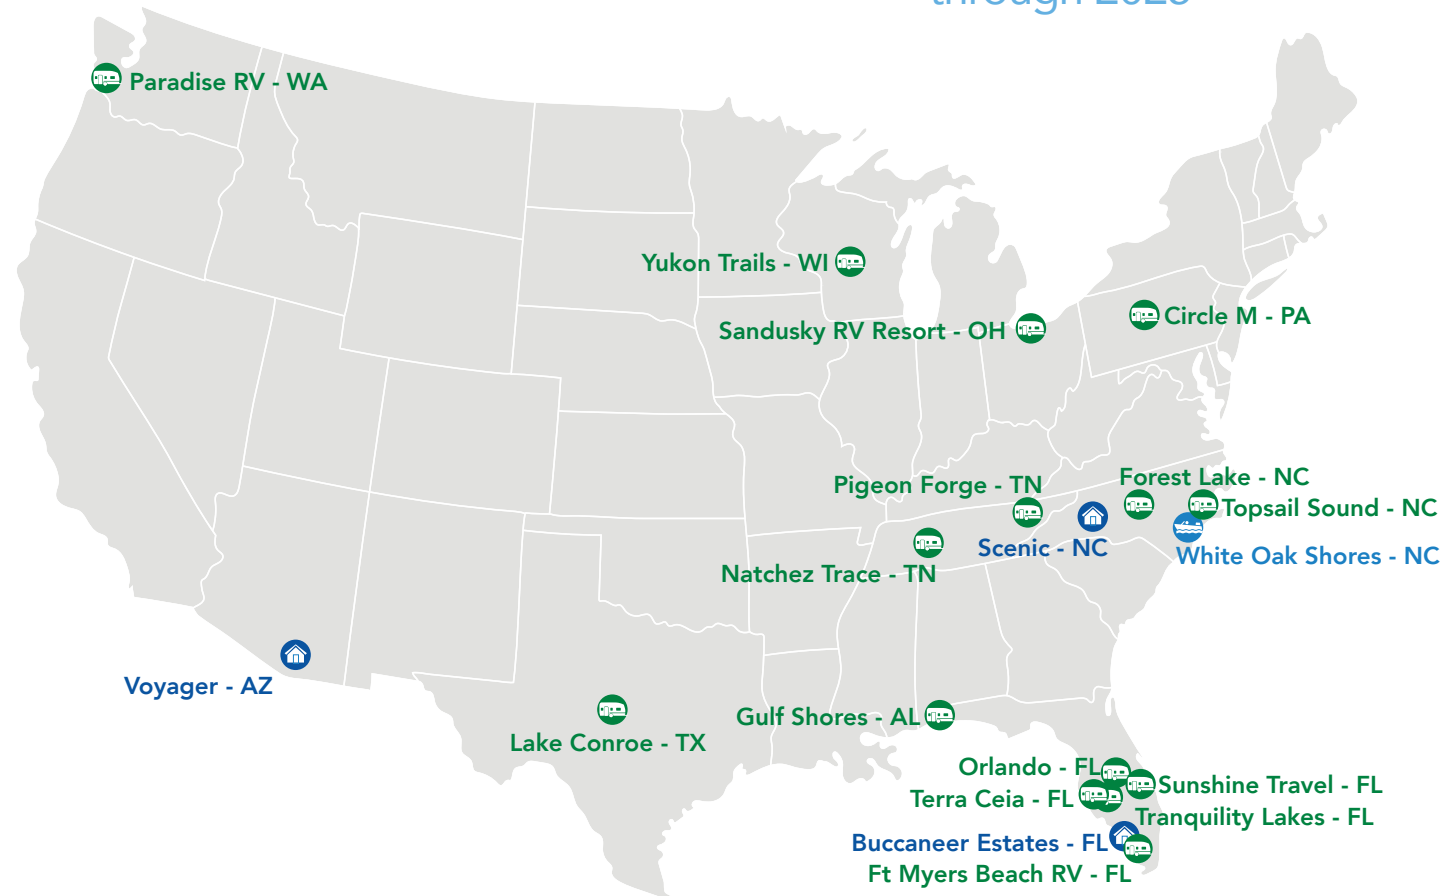 through 2023
Paradise RV - WA
Yukon Trails - WI
Sandusky RV Resort - OH
Circle M - PA
Pigeon Forge - TN
Forest Lake - NC
Topsail Sound - NC
Scenic - NC
White Oak Shores - NC
Natchez Trace - TN
Voyager - AZ
Gulf Shores - AL
Lake Conroe - TX
Orlando - FL
Sunshine Travel - FL
Terra Ceia - FL
Tranquility Lakes - FL
Buccaneer Estates - FL
Ft Myers Beach RV - FL